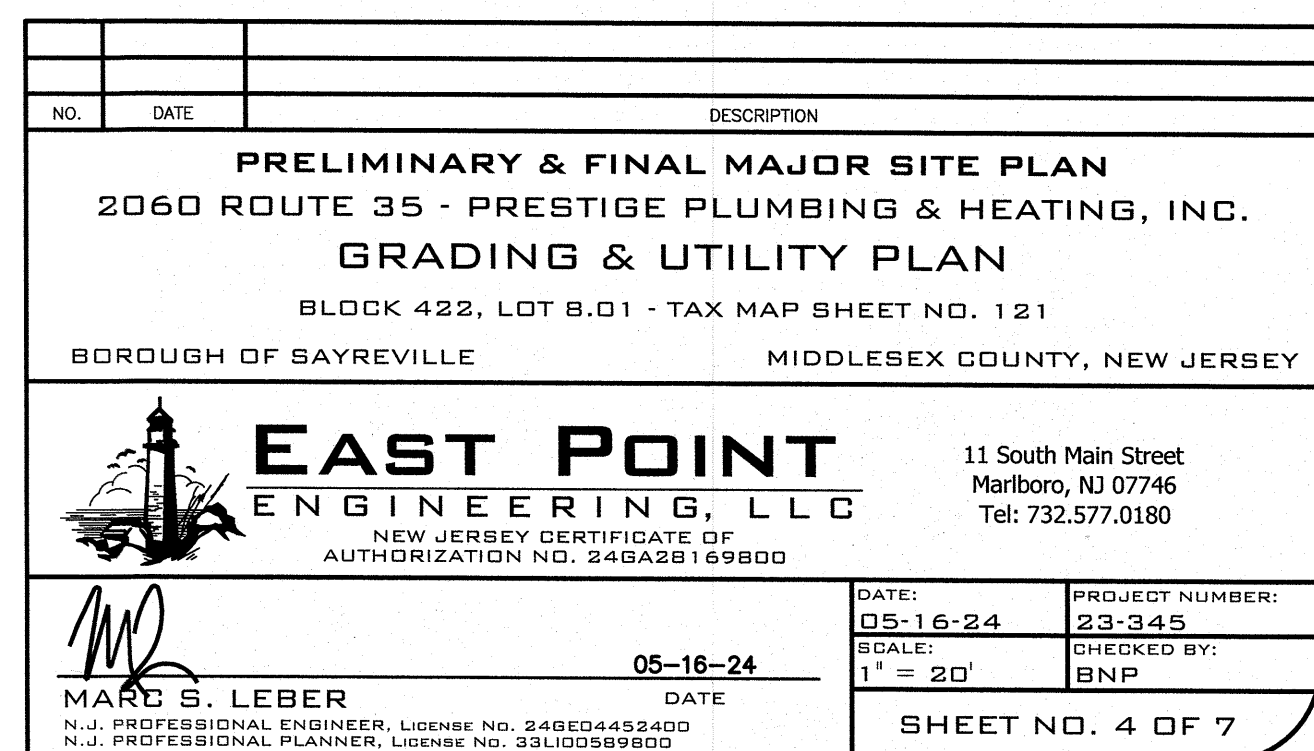 NO. DATE DESCRIPTION
PRELIMINARY & FINAL MAJOR SITE PLAN
2060 ROUTE 35 - PRESTIGE PLUMBING & HEATING, INC.
GRADING & UTILITY PLAN
BLOCK 422, LOT 8.01 - TAX MAP SHEET NO. 121
BOROUGH OF SAYREVILLE MIDDLESEX COUNTY, NEW JERSEY
EAST POINT
ENGINEERING, LLC
NEW JERSEY CERTIFICATE OF
AUTHORIZATION NO. 24GA28169800
11 South Main Street
Marlboro, NJ 07746
Tel: 732.577.0180
05-16-24
MARC S. LEBER DATE
N.J. PROFESSIONAL ENGINEER, LICENSE NO. 24GE04452400
N.J. PROFESSIONAL PLANNER, LICENSE NO. 33LI00589800
DATE:
05-16-24
PROJECT NUMBER:
23-345
SCALE:
1" = 20'
CHECKED BY:
BNP
SHEET NO. 4 OF 7